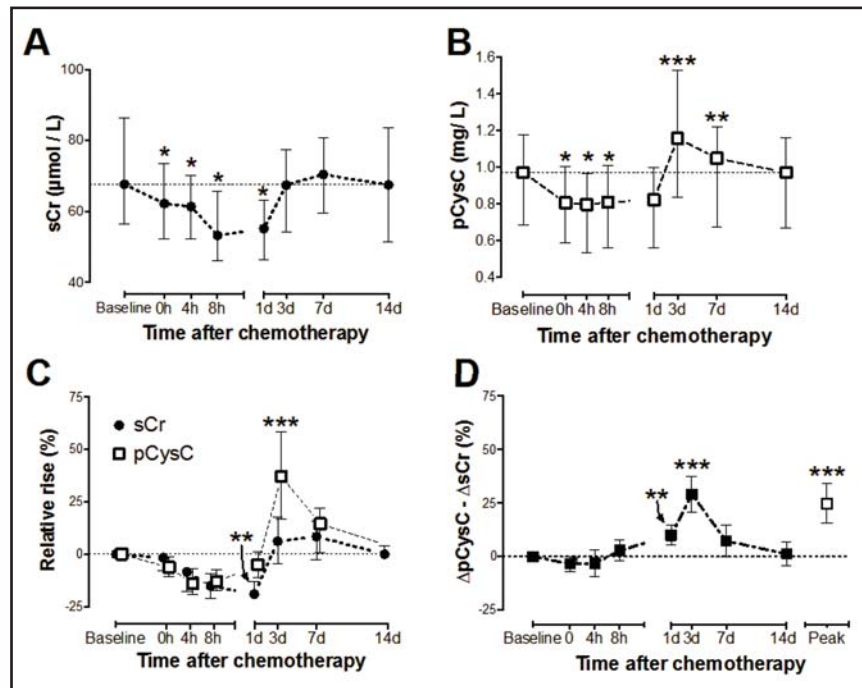 A
sCr (µmol / L)
100
80
60
40
*
*
*
*
Baseline 0h 4h 8h 1d 3d 7d 14d
Time after chemotherapy
B
pCysC (mg/ L)
1.6
1.4
1.2
1.0
0.8
0.6
0.4
* * *
***
**
Baseline 0h 4h 8h 1d 3d 7d 14d
Time after chemotherapy
C
Relative rise (%)
75
50
25
0
-25
sCr
pCysC
**
***
Baseline 0h 4h 8h 1d 3d 7d 14d
Time after chemotherapy
D
ΔpCysC - ΔsCr (%)
75
50
25
0
-25
**
***
***
Baseline 0 4h 8h 1d 3d 7d 14d Peak
Time after chemotherapy